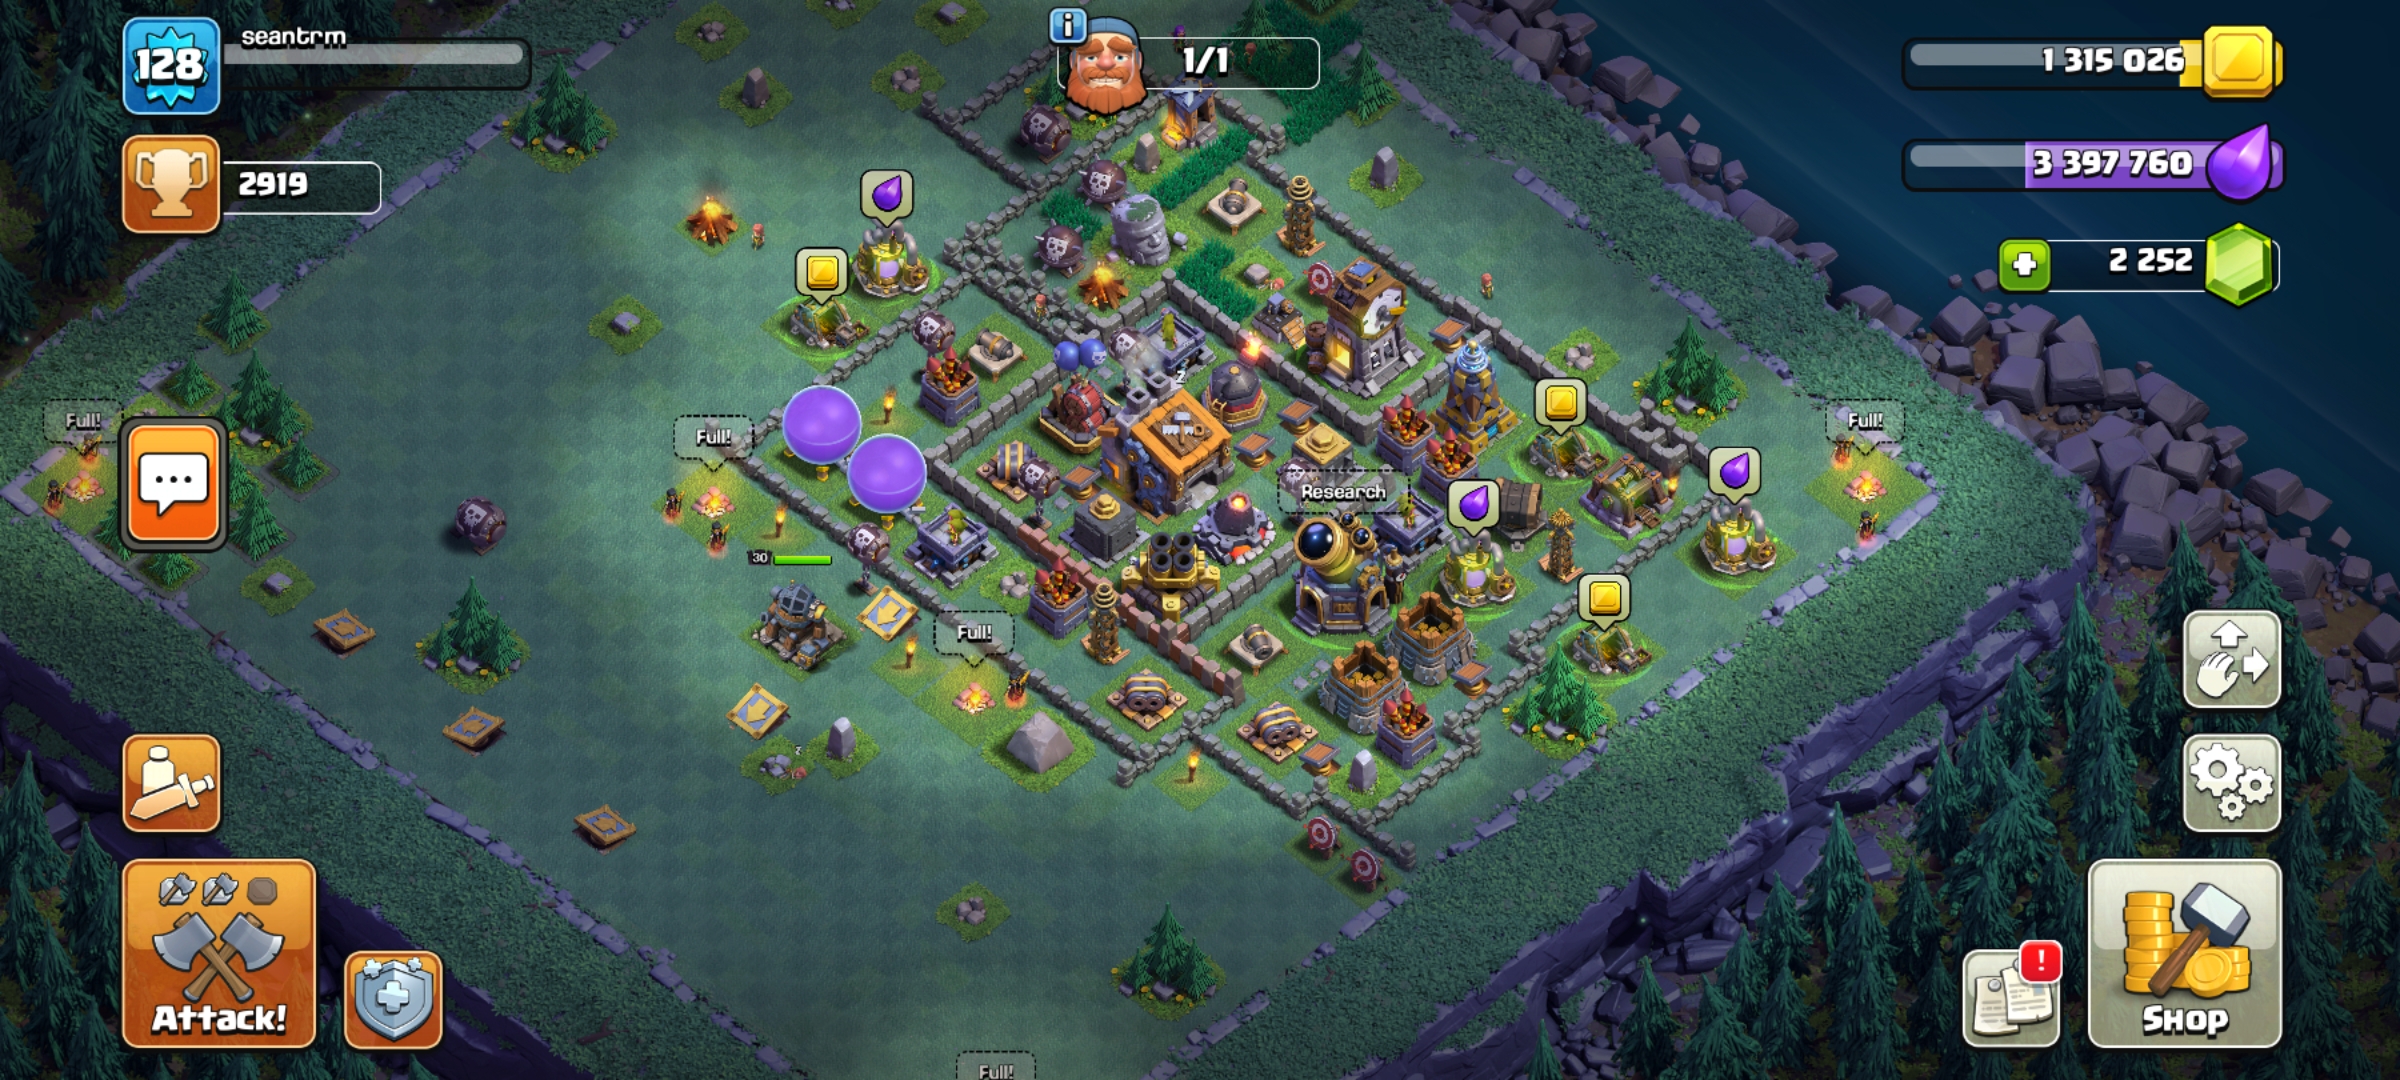 128
seantrm
i
1/1
1 315 026
2919
3 397 760
2 252
Full!
Full!
Full!
Research
30
Full!
Attack!
!
Shop
Full!